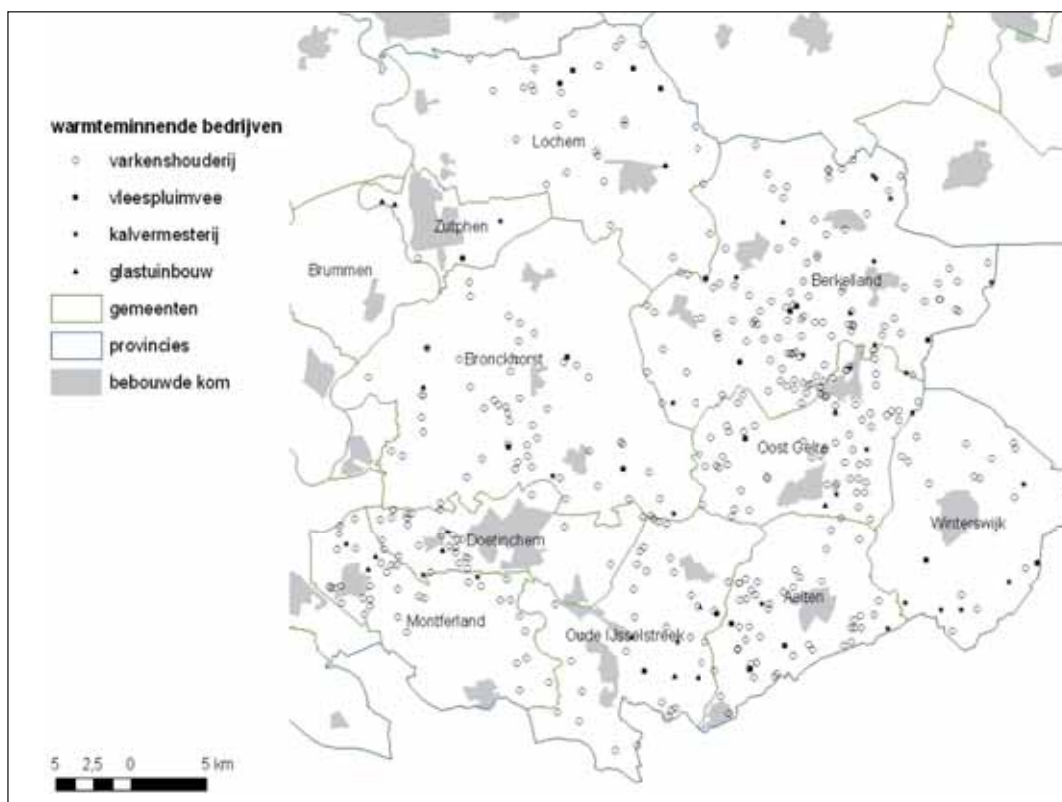 warmteminnende bedrijven
varkenshouderij
vleespluimvee
kalvermesterij
glastuinbouw
gemeenten
provincies
bebouwde kom
Lochem
Zutphen
Brummen
Berkelland
Bronckhorst
Oost Gelre
Winterswijk
Doetinchem
Aalten
Montferland
Oude IJsselstreek
5 2,5 0 5 km